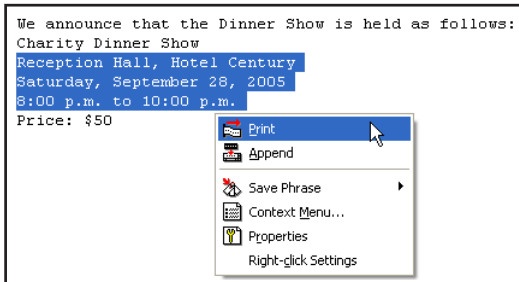 We announce that the Dinner Show is held as follows:
Charity Dinner Show
Reception Hall, Hotel Century
Saturday, September 28, 2005
8:00 p.m. to 10:00 p.m.
Price: $50
Print
Append
Save Phrase
Context Menu...
Properties
Right-click Settings